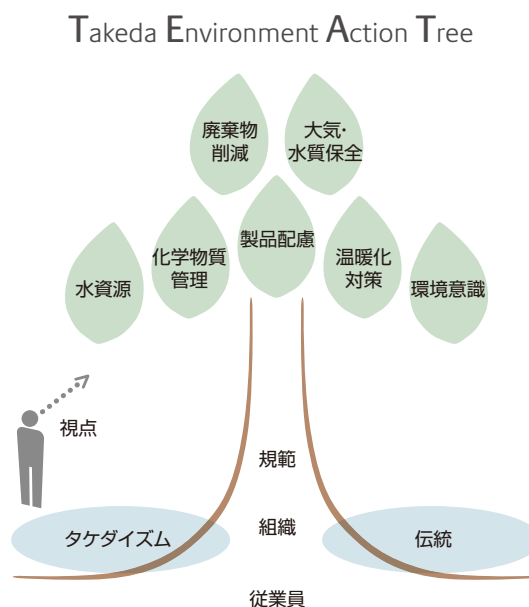 Takeda Environment Action Tree
廃棄物
削減
大気・
水質保全
水資源
化学物質
管理
製品配慮
温暖化
対策
環境意識
視点
規範
タケダイズム
組織
伝統
従業員